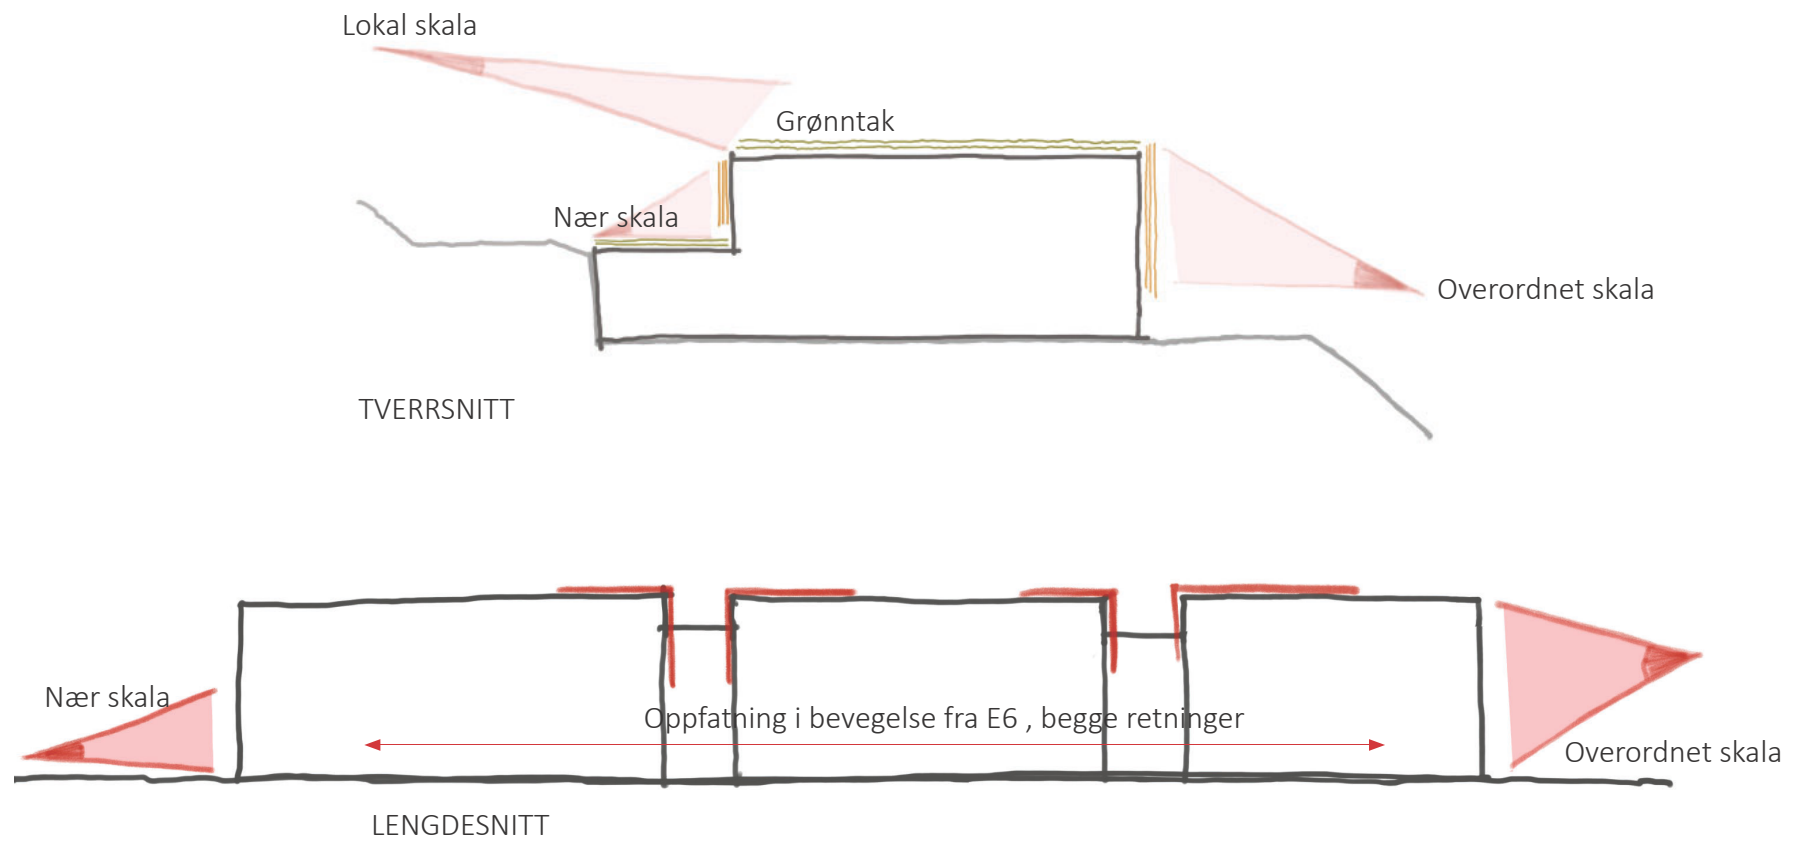 Lokal skala
Grønntak
Nær skala
Overordnet skala
TVERRSNITT
Nær skala
Oppfatning i bevegelse fra E6 , begge retninger
Overordnet skala
LENGDESNITT